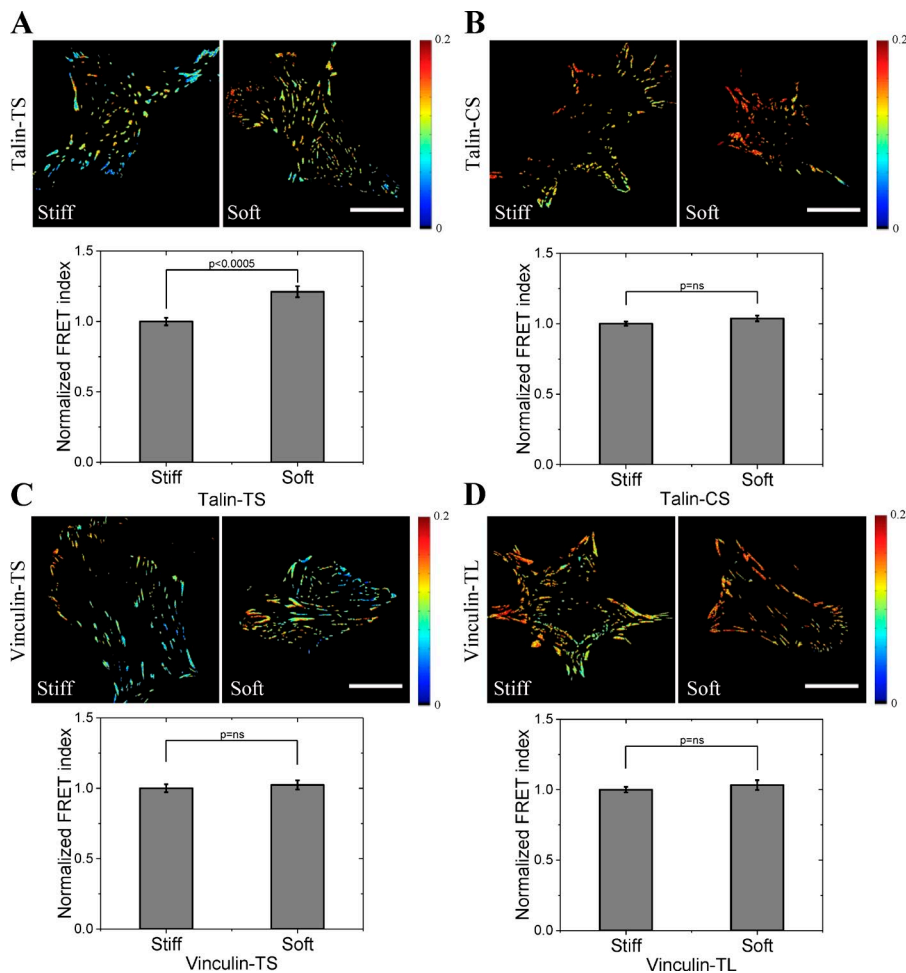 A
Talin-TS
Stiff
Soft
0.2
0
Normalized FRET index
1.5
1.0
0.5
0.0
p<0.0005
Stiff
Soft
Talin-TS
B
Talin-CS
Stiff
Soft
0.2
0
Normalized FRET index
1.5
1.0
0.5
0.0
p=ns
Stiff
Soft
Talin-CS
C
Vinculin-TS
Stiff
Soft
0.2
0
Normalized FRET index
1.5
1.0
0.5
0.0
p=ns
Stiff
Soft
Vinculin-TS
D
Vinculin-TL
Stiff
Soft
0.2
0
Normalized FRET index
1.5
1.0
0.5
0.0
p=ns
Stiff
Soft
Vinculin-TL